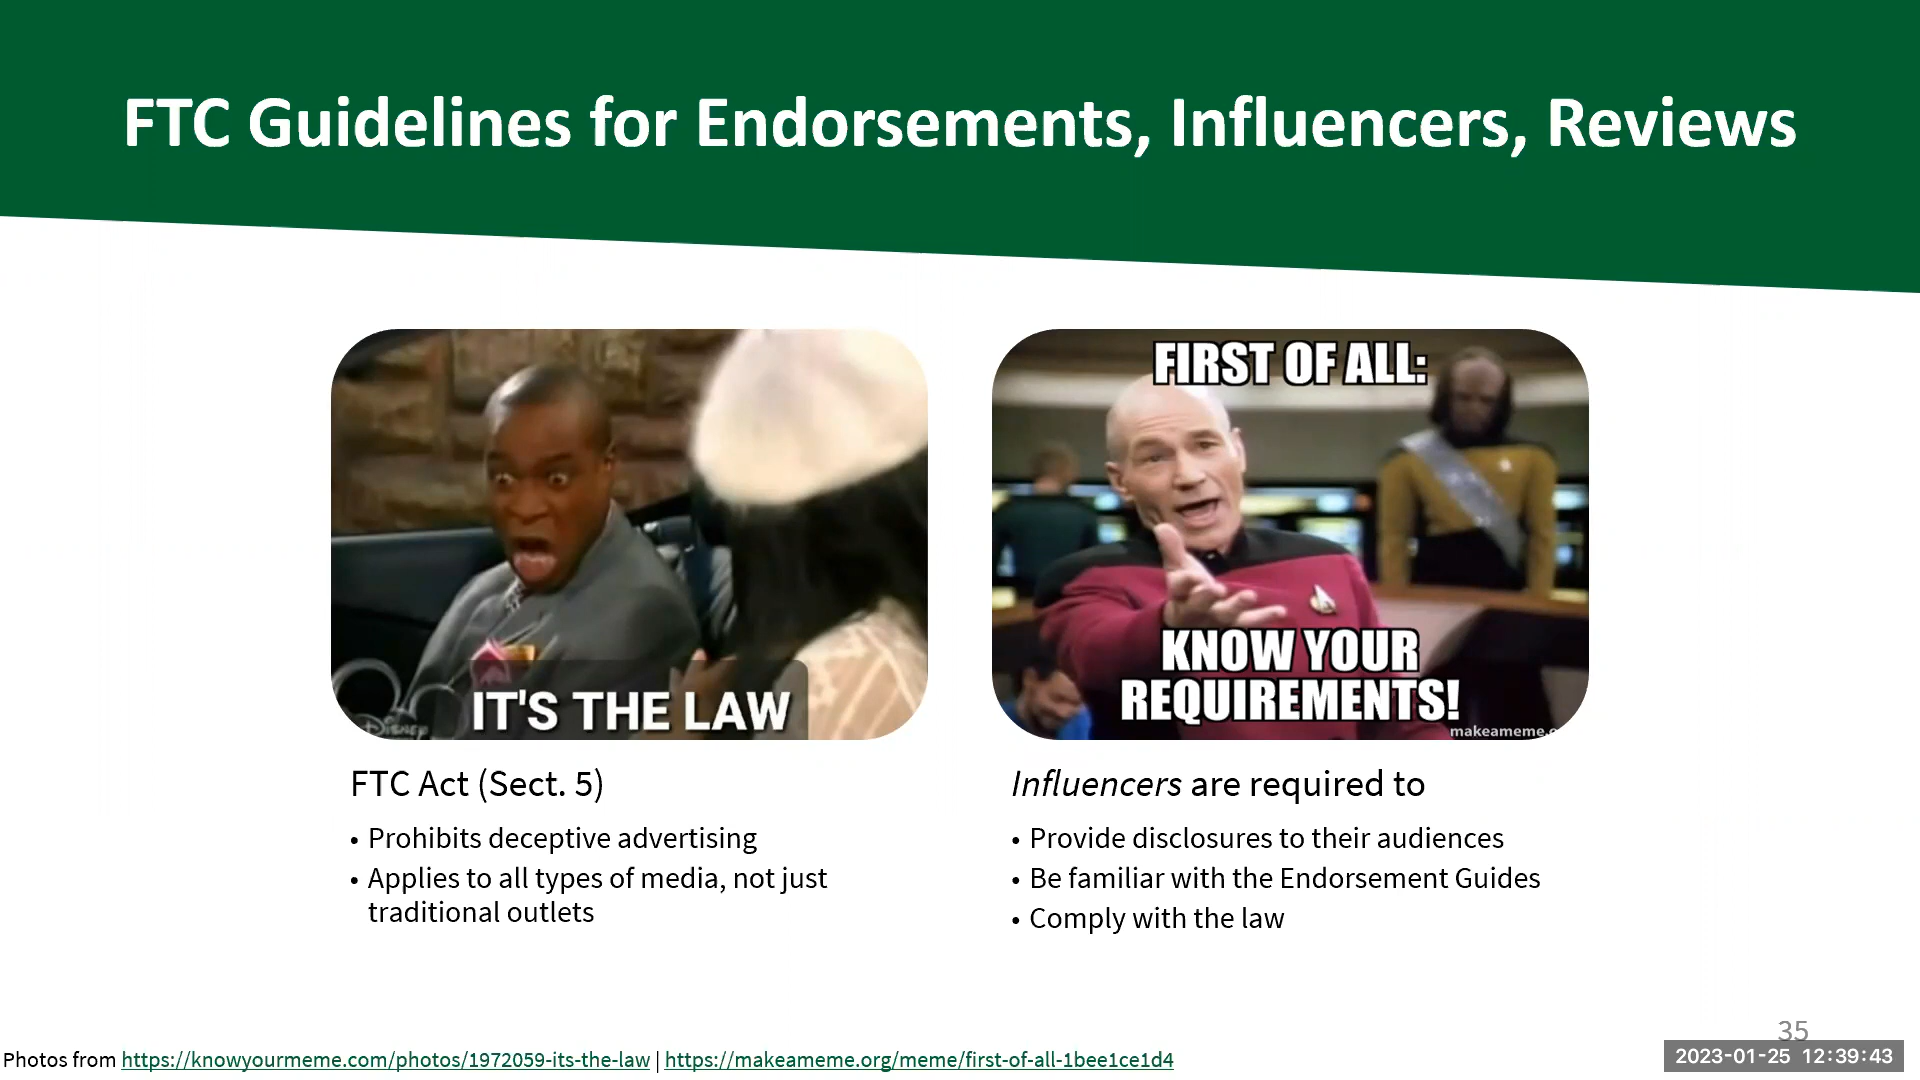 FTC Guidelines for Endorsements, Influencers, Reviews
Disney
IT'S THE LAW
FIRST OF ALL:
KNOW YOUR
REQUIREMENTS!
makeameme.
FTC Act (Sect. 5)
• Prohibits deceptive advertising
• Applies to all types of media, not just
traditional outlets
Influencers are required to
• Provide disclosures to their audiences
• Be familiar with the Endorsement Guides
• Comply with the law
35
Photos from https://knowyourmeme.com/photos/1972059-its-the-law | https://makeameme.org/meme/first-of-all-1bee1ce1d4
2023-01-25 12:39:43